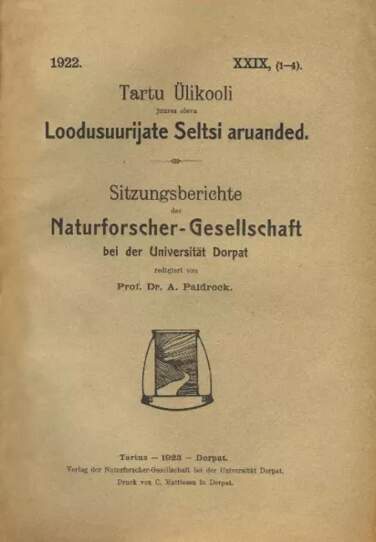 1922. XXIX, (1—4).
Tartu Ülikooli
juures oleva
Loodusuurijate Seltsi aruanded.
Sitzungsberichte
der
Naturforscher-Gesellschaft
bei der Universität Dorpat
redigiert von
Prof. Dr. A. Paldrock.
Tartus — 1923 — Dorpat.
Verlag der Naturforscher-Gesellschaft bei der Universität Dorpat.
Druck von C. Mattiesen in Dorpat.